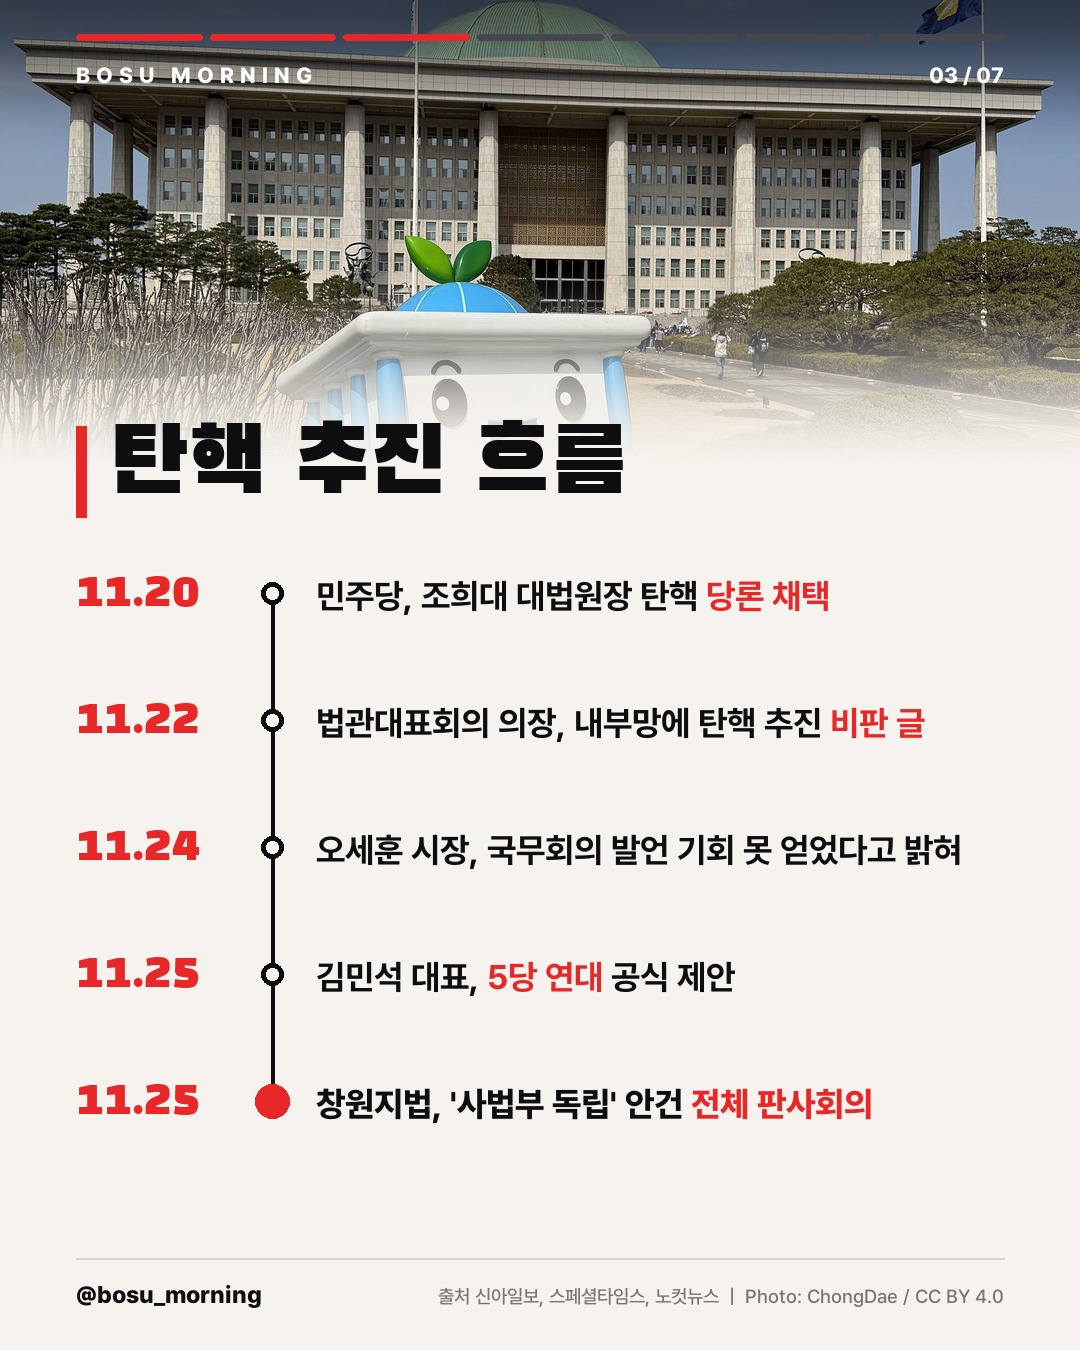 BOSU MORNING
03 / 07
탄핵 추진 흐름
11.20 민주당, 조희대 대법원장 탄핵 당론 채택
11.22 법관대표회의 의장, 내부망에 탄핵 추진 비판 글
11.24 오세훈 시장, 국무회의 발언 기회 못 얻었다고 밝혀
11.25 김민석 대표, 5당 연대 공식 제안
11.25 창원지법, '사법부 독립' 안건 전체 판사회의
@bosu_morning
출처 신아일보, 스페셜타임스, 노컷뉴스 | Photo: ChongDae / CC BY 4.0